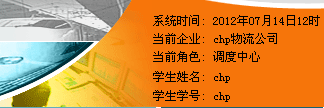 系统时间：2012年07月14日12时
当前企业：chp物流公司
当前角色：调度中心
学生姓名：chp
学生学号：chp